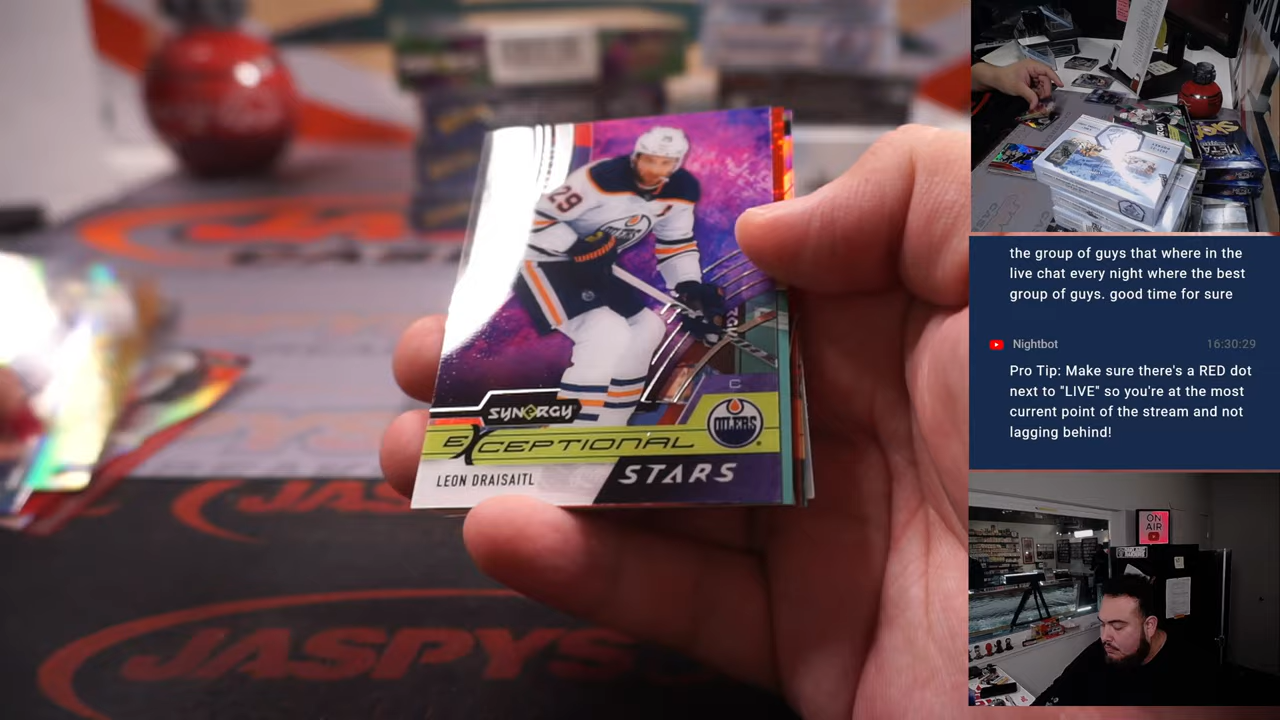 29
OILERS
SYNERGY
C
OILERS
EXCEPTIONAL
LEON DRAISAITL
STARS
JASPYS
the group of guys that where in the
live chat every night where the best
group of guys. good time for sure
Nightbot
16:30:29
Pro Tip: Make sure there's a RED dot
next to "LIVE" so you're at the most
current point of the stream and not
lagging behind!
ON
AIR